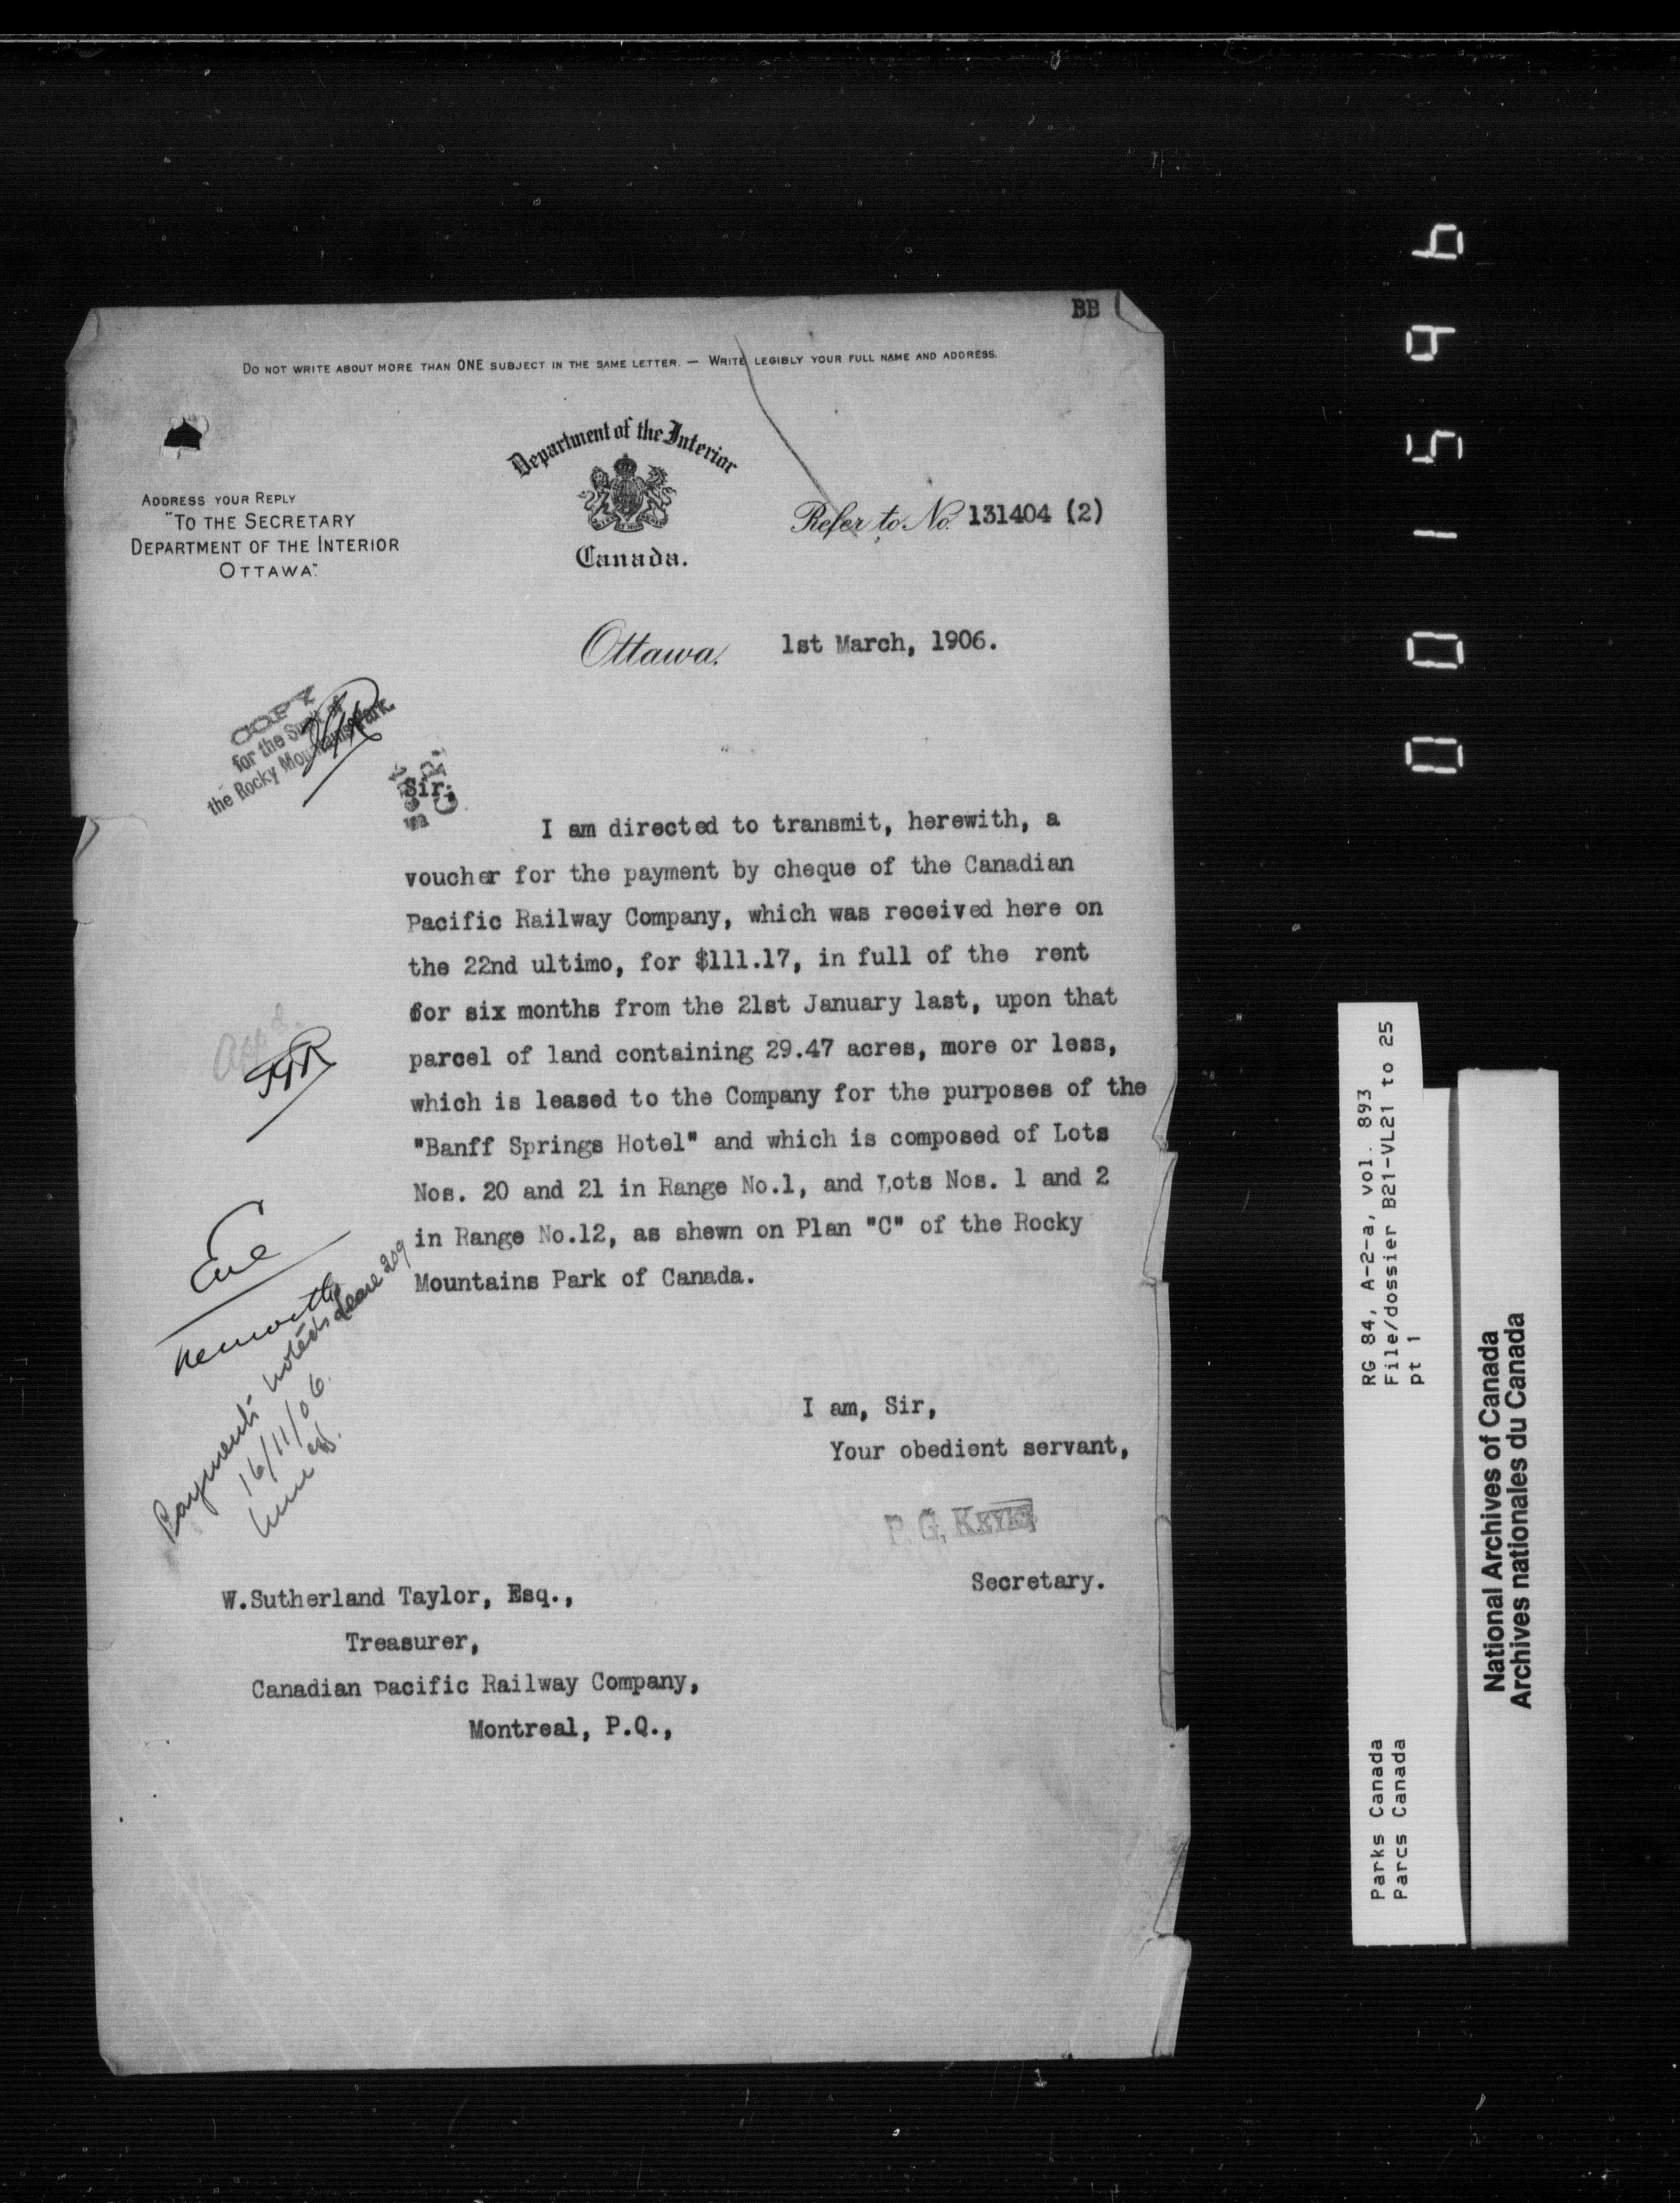 BB
DO NOT WRITE ABOUT MORE THAN ONE SUBJECT IN THE SAME LETTER. — WRITE LEGIBLY YOUR FULL NAME AND ADDRESS.
Department of the Interior
Canada.
ADDRESS YOUR REPLY
"TO THE SECRETARY
DEPARTMENT OF THE INTERIOR
OTTAWA."
Refer to No. 131404 (2)
Ottawa, 1st March, 1906.
COPY
for the Supt. of
the Rocky Mountains Park.
Sir,
I am directed to transmit, herewith, a
voucher for the payment by cheque of the Canadian
Pacific Railway Company, which was received here on
the 22nd ultimo, for $111.17, in full of the rent
for six months from the 21st January last, upon that
parcel of land containing 29.47 acres, more or less,
which is leased to the Company for the purposes of the
"Banff Springs Hotel" and which is composed of Lots
Nos. 20 and 21 in Range No.1, and Lots Nos. 1 and 2
in Range No.12, as shewn on Plan "C" of the Rocky
Mountains Park of Canada.
Payments noted Lease 209
16/11/06.
I am, Sir,
Your obedient servant,
P. G. KEYES
Secretary.
W.Sutherland Taylor, Esq.,
Treasurer,
Canadian Pacific Railway Company,
Montreal, P.Q.,
001596
RG 84, A-2-a, vol. 893
File/dossier B21-VL21 to 25
pt 1
Parks Canada
Parcs Canada
National Archives of Canada
Archives nationales du Canada